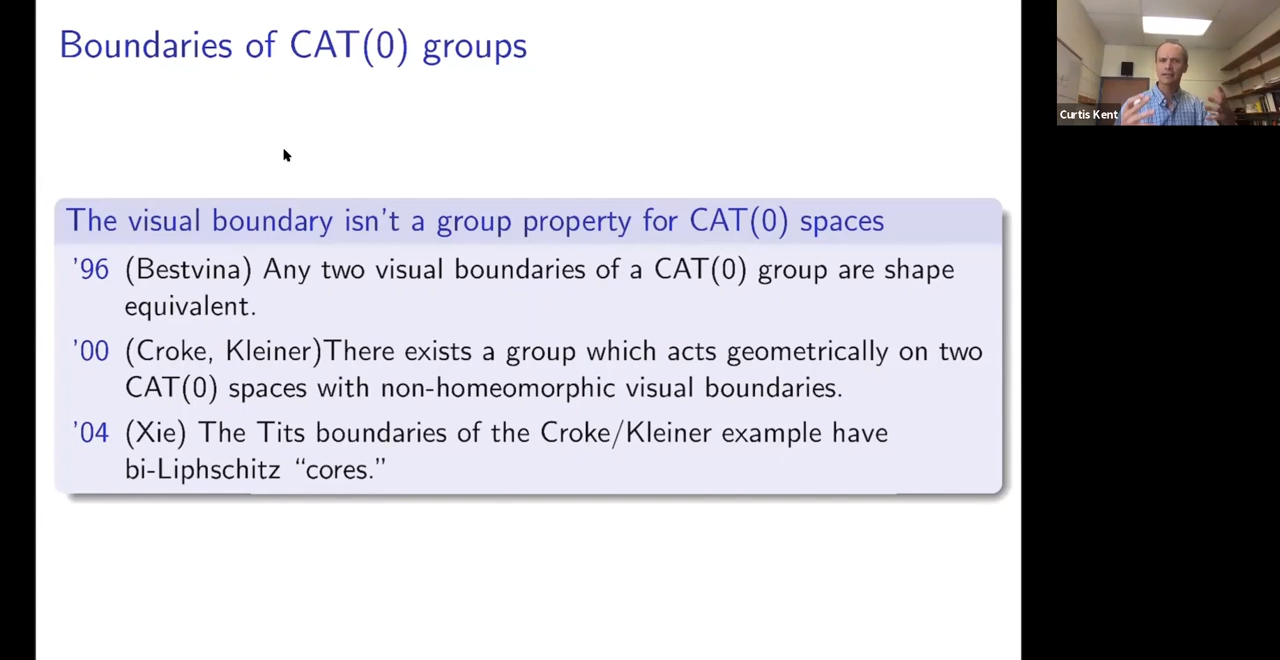 Boundaries of CAT(0) groups
Curtis Kent
The visual boundary isn't a group property for CAT(0) spaces
'96 (Bestvina) Any two visual boundaries of a CAT(0) group are shape
equivalent.
'00 (Croke, Kleiner)There exists a group which acts geometrically on two
CAT(0) spaces with non-homeomorphic visual boundaries.
'04 (Xie) The Tits boundaries of the Croke/Kleiner example have
bi-Liphschitz “cores.”